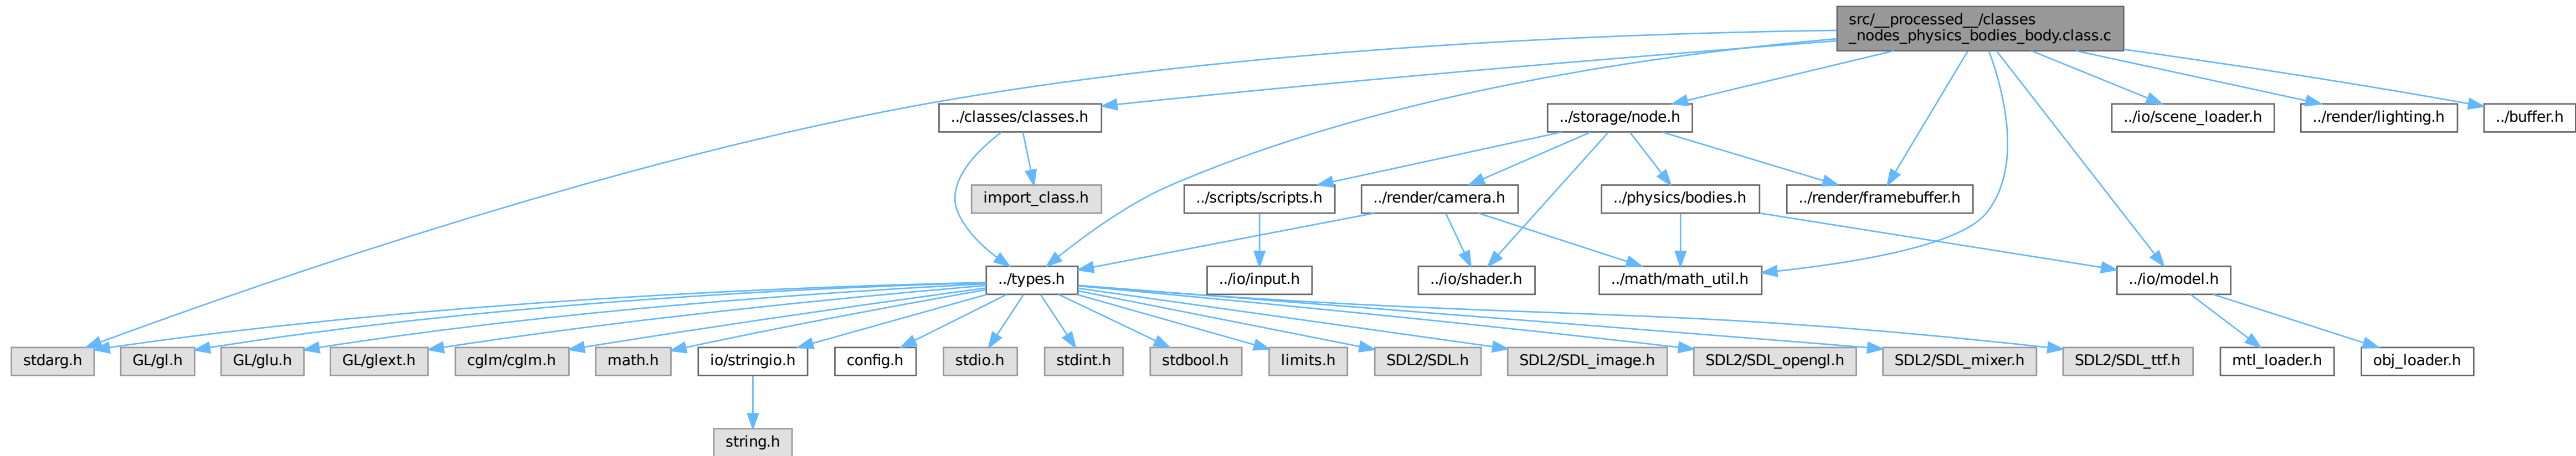 src/__processed__/classes
_nodes_physics_bodies_body.class.c
../classes/classes.h
../storage/node.h
../io/scene_loader.h
../render/lighting.h
../buffer.h
import_class.h
../scripts/scripts.h
../render/camera.h
../physics/bodies.h
../render/framebuffer.h
../types.h
../io/input.h
../io/shader.h
../math/math_util.h
../io/model.h
stdarg.h
GL/gl.h
GL/glu.h
GL/glext.h
cglm/cglm.h
math.h
io/stringio.h
config.h
stdio.h
stdint.h
stdbool.h
limits.h
SDL2/SDL.h
SDL2/SDL_image.h
SDL2/SDL_opengl.h
SDL2/SDL_mixer.h
SDL2/SDL_ttf.h
mtl_loader.h
obj_loader.h
string.h